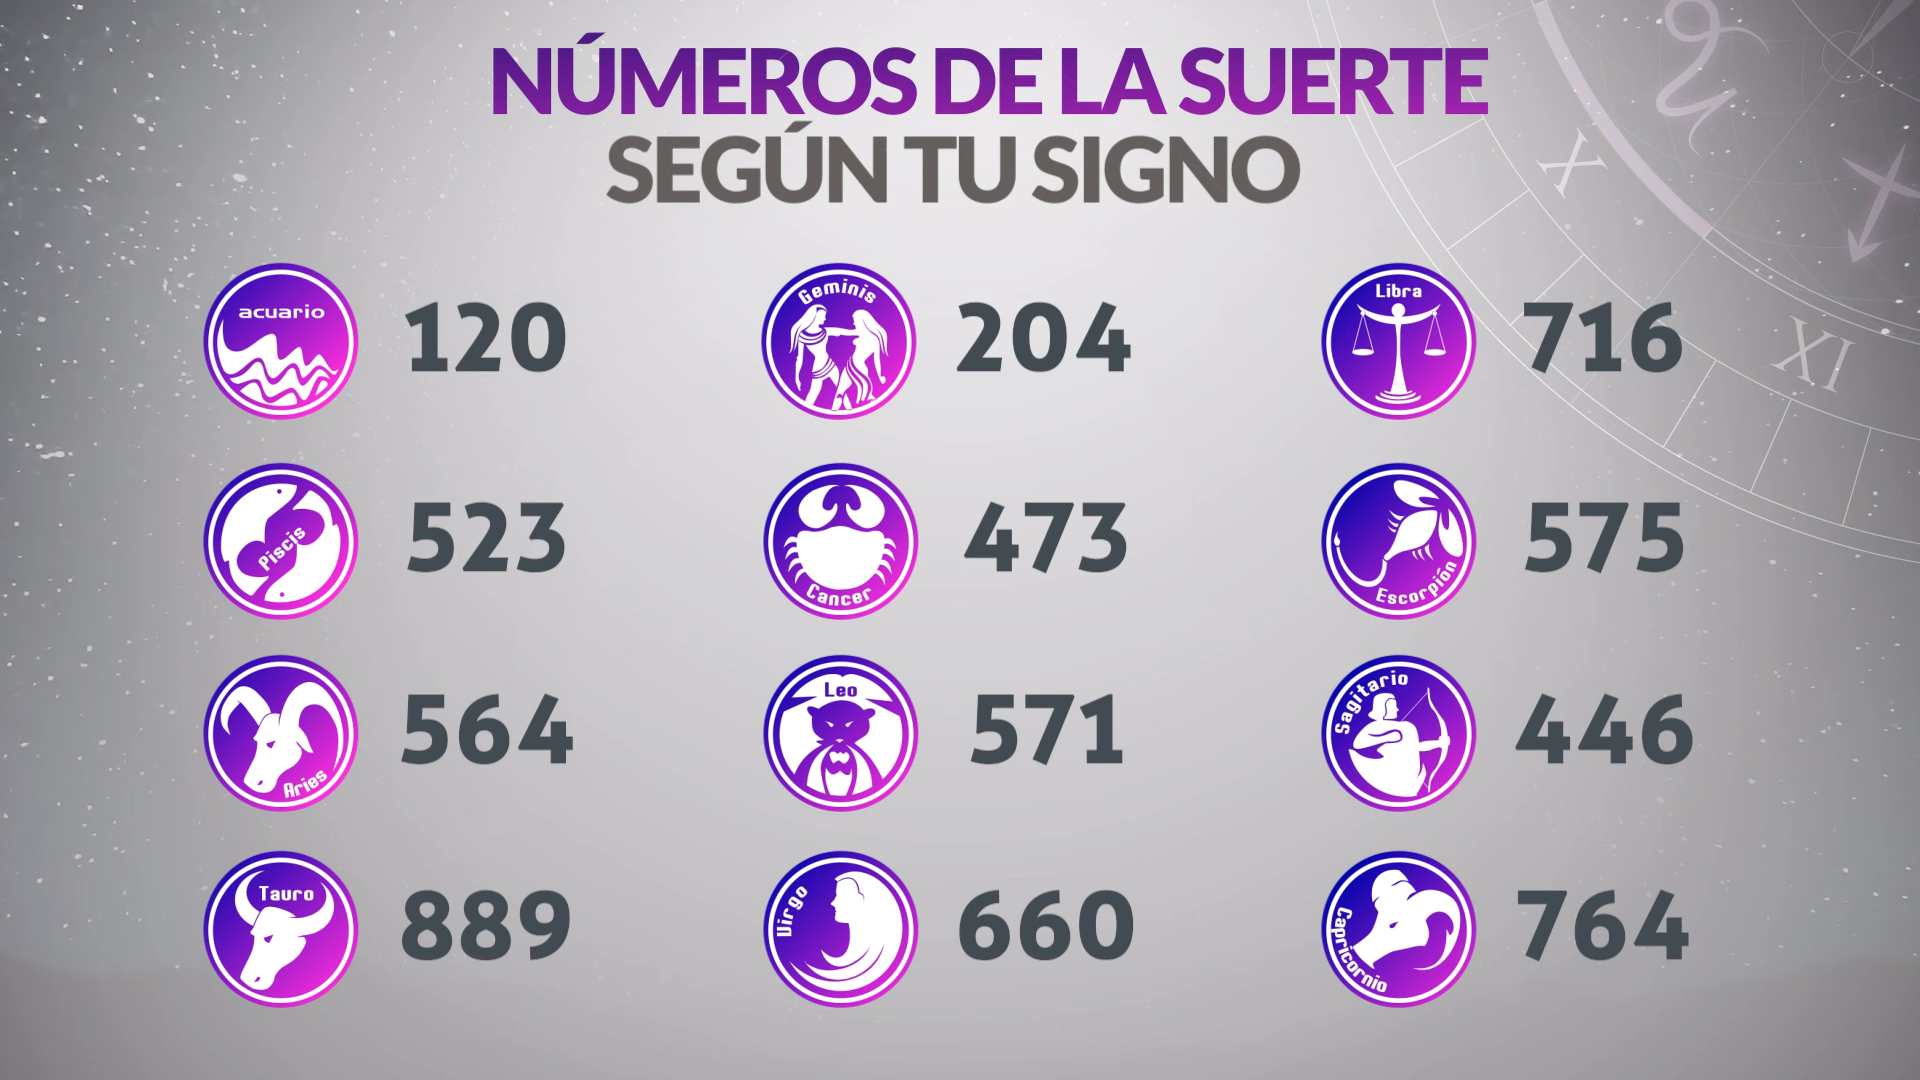 NÚMEROS DE LA SUERTE
SEGÚN TU SIGNO
acuario 120
Geminis 204
Libra 716
Piscis 523
Cancer 473
Escorpión 575
Aries 564
Leo 571
Sagitario 446
Tauro 889
Virgo 660
Capricornio 764
X
XI